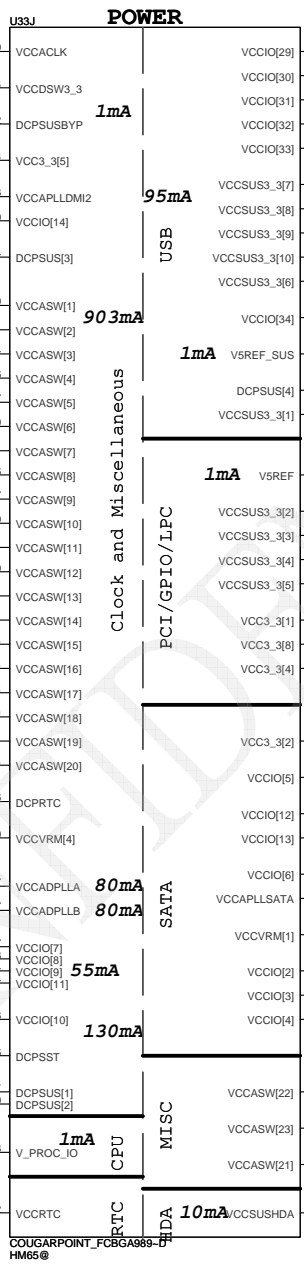 U33J
POWER
VCCACLK
VCCDSW3_3
1mA
DCPSUSBYP
VCC3_3[5]
VCCAPLLDMI2
VCCIO[14]
DCPSUS[3]
VCCASW[1]
903mA
VCCASW[2]
VCCASW[3]
VCCASW[4]
VCCASW[5]
VCCASW[6]
VCCASW[7]
VCCASW[8]
VCCASW[9]
VCCASW[10]
VCCASW[11]
VCCASW[12]
VCCASW[13]
VCCASW[14]
VCCASW[15]
VCCASW[16]
VCCASW[17]
VCCASW[18]
VCCASW[19]
VCCASW[20]
DCPRTC
VCCVRM[4]
VCCADPLLA 80mA
VCCADPLLB 80mA
VCCIO[7]
VCCIO[8]
VCCIO[9] 55mA
VCCIO[11]
VCCIO[10]
130mA
DCPSST
DCPSUS[1]
DCPSUS[2]
1mA
V_PROC_IO
VCCRTC
Clock and Miscellaneous
CPU
RTC
VCCIO[29]
VCCIO[30]
VCCIO[31]
VCCIO[32]
VCCIO[33]
VCCSUS3_3[7]
95mA
VCCSUS3_3[8]
VCCSUS3_3[9]
VCCSUS3_3[10]
VCCSUS3_3[6]
VCCIO[34]
1mA V5REF_SUS
DCPSUS[4]
VCCSUS3_3[1]
USB
1mA V5REF
VCCSUS3_3[2]
VCCSUS3_3[3]
VCCSUS3_3[4]
VCCSUS3_3[5]
VCC3_3[1]
VCC3_3[8]
VCC3_3[4]
PCI/GPIO/LPC
VCC3_3[2]
VCCIO[5]
VCCIO[12]
VCCIO[13]
VCCIO[6]
VCCAPLLSATA
VCCVRM[1]
VCCIO[2]
VCCIO[3]
VCCIO[4]
SATA
VCCASW[22]
VCCASW[23]
VCCASW[21]
MISC
HDA
10mA VCCSUSHDA
COUGARPOINT_FCBGA989~D
HM65@